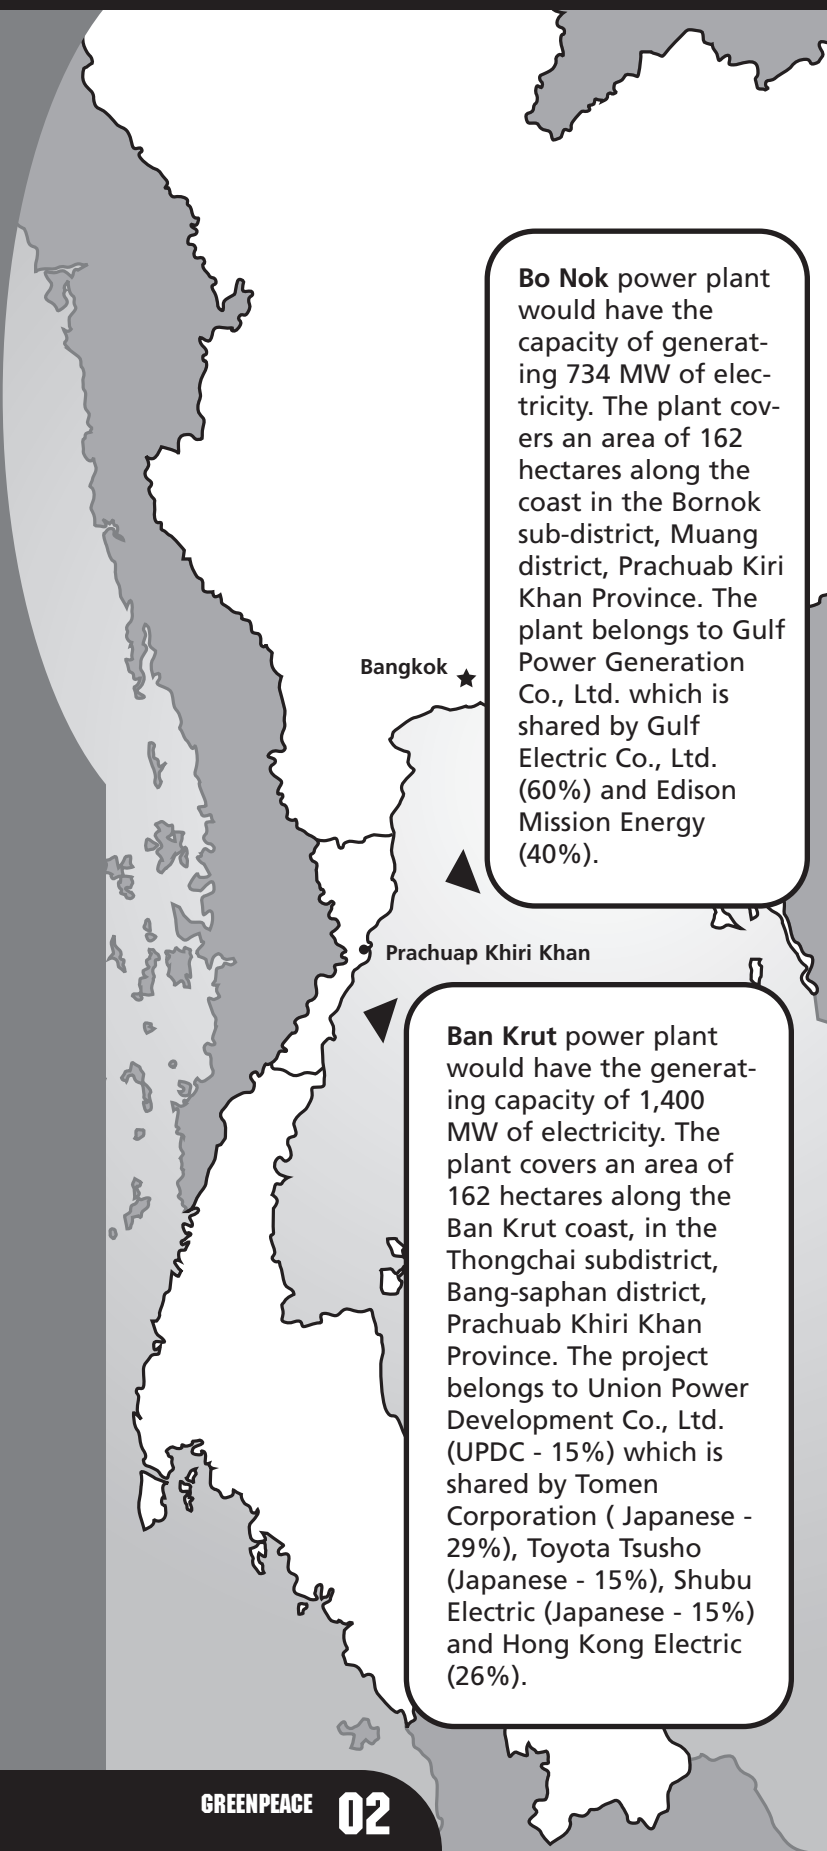 Bo Nok power plant
would have the
capacity of generat-
ing 734 MW of elec-
tricity. The plant cov-
ers an area of 162
hectares along the
coast in the Bornok
sub-district, Muang
district, Prachuab Kiri
Khan Province. The
plant belongs to Gulf
Power Generation
Co., Ltd. which is
shared by Gulf
Electric Co., Ltd.
(60%) and Edison
Mission Energy
(40%).
Bangkok
Prachuap Khiri Khan
Ban Krut power plant
would have the generat-
ing capacity of 1,400
MW of electricity. The
plant covers an area of
162 hectares along the
Ban Krut coast, in the
Thongchai subdistrict,
Bang-saphan district,
Prachuab Khiri Khan
Province. The project
belongs to Union Power
Development Co., Ltd.
(UPDC - 15%) which is
shared by Tomen
Corporation ( Japanese -
29%), Toyota Tsusho
(Japanese - 15%), Shubu
Electric (Japanese - 15%)
and Hong Kong Electric
(26%).
GREENPEACE 02